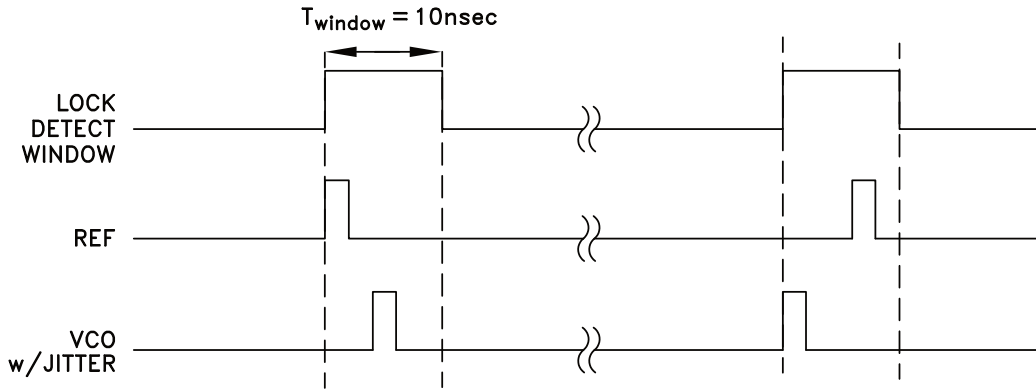 Twindow = 10nsec
LOCK
DETECT
WINDOW
REF
VCO
w/JITTER